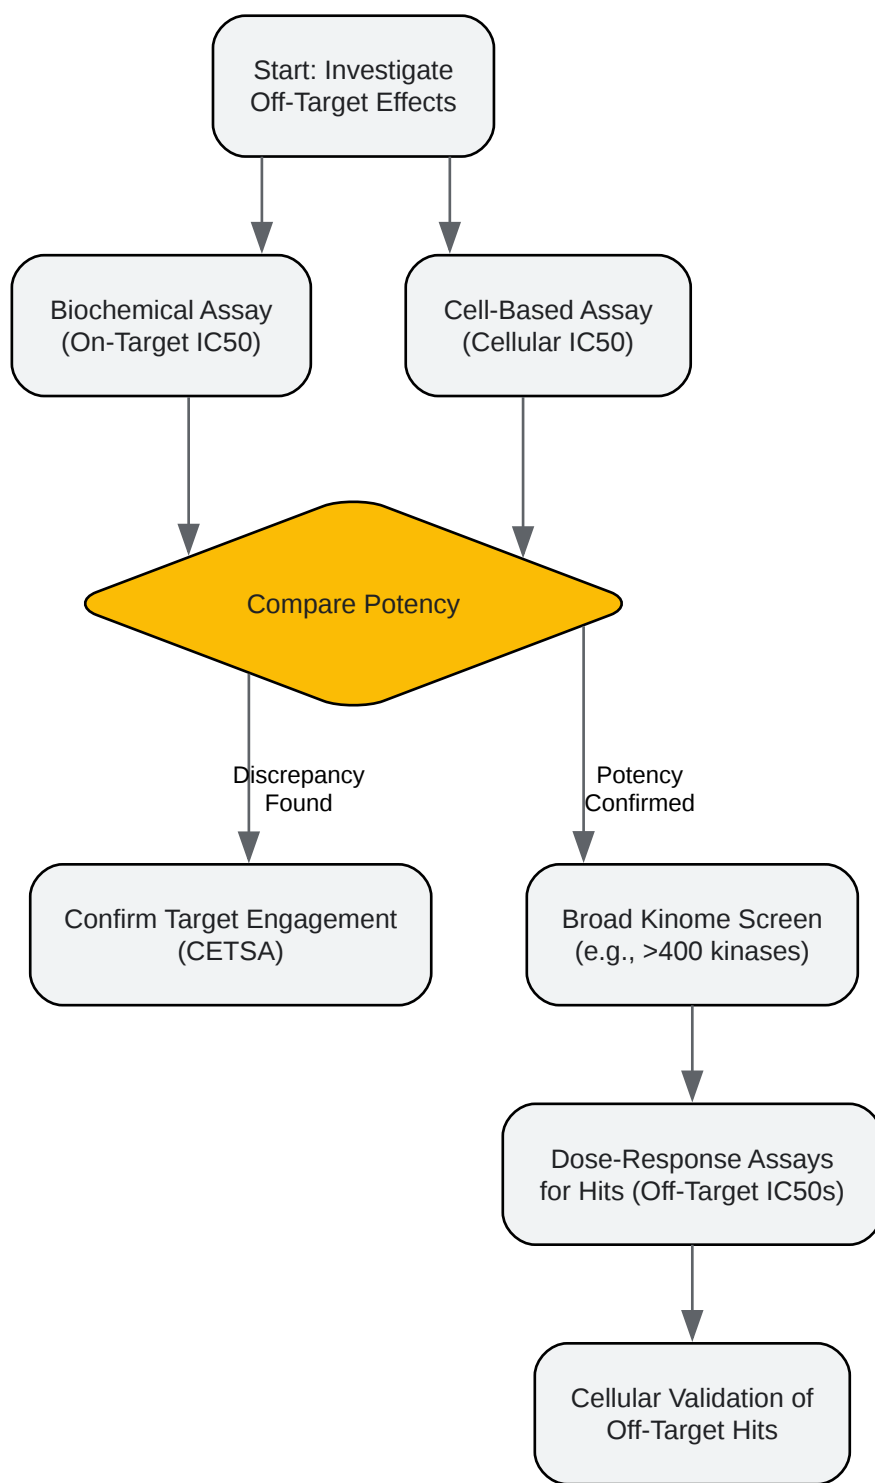 Start: Investigate
Off-Target Effects
Biochemical Assay
(On-Target IC50)
Cell-Based Assay
(Cellular IC50)
Compare Potency
Discrepancy
Found
Potency
Confirmed
Confirm Target Engagement
(CETSA)
Broad Kinome Screen
(e.g., >400 kinases)
Dose-Response Assays
for Hits (Off-Target IC50s)
Cellular Validation of
Off-Target Hits